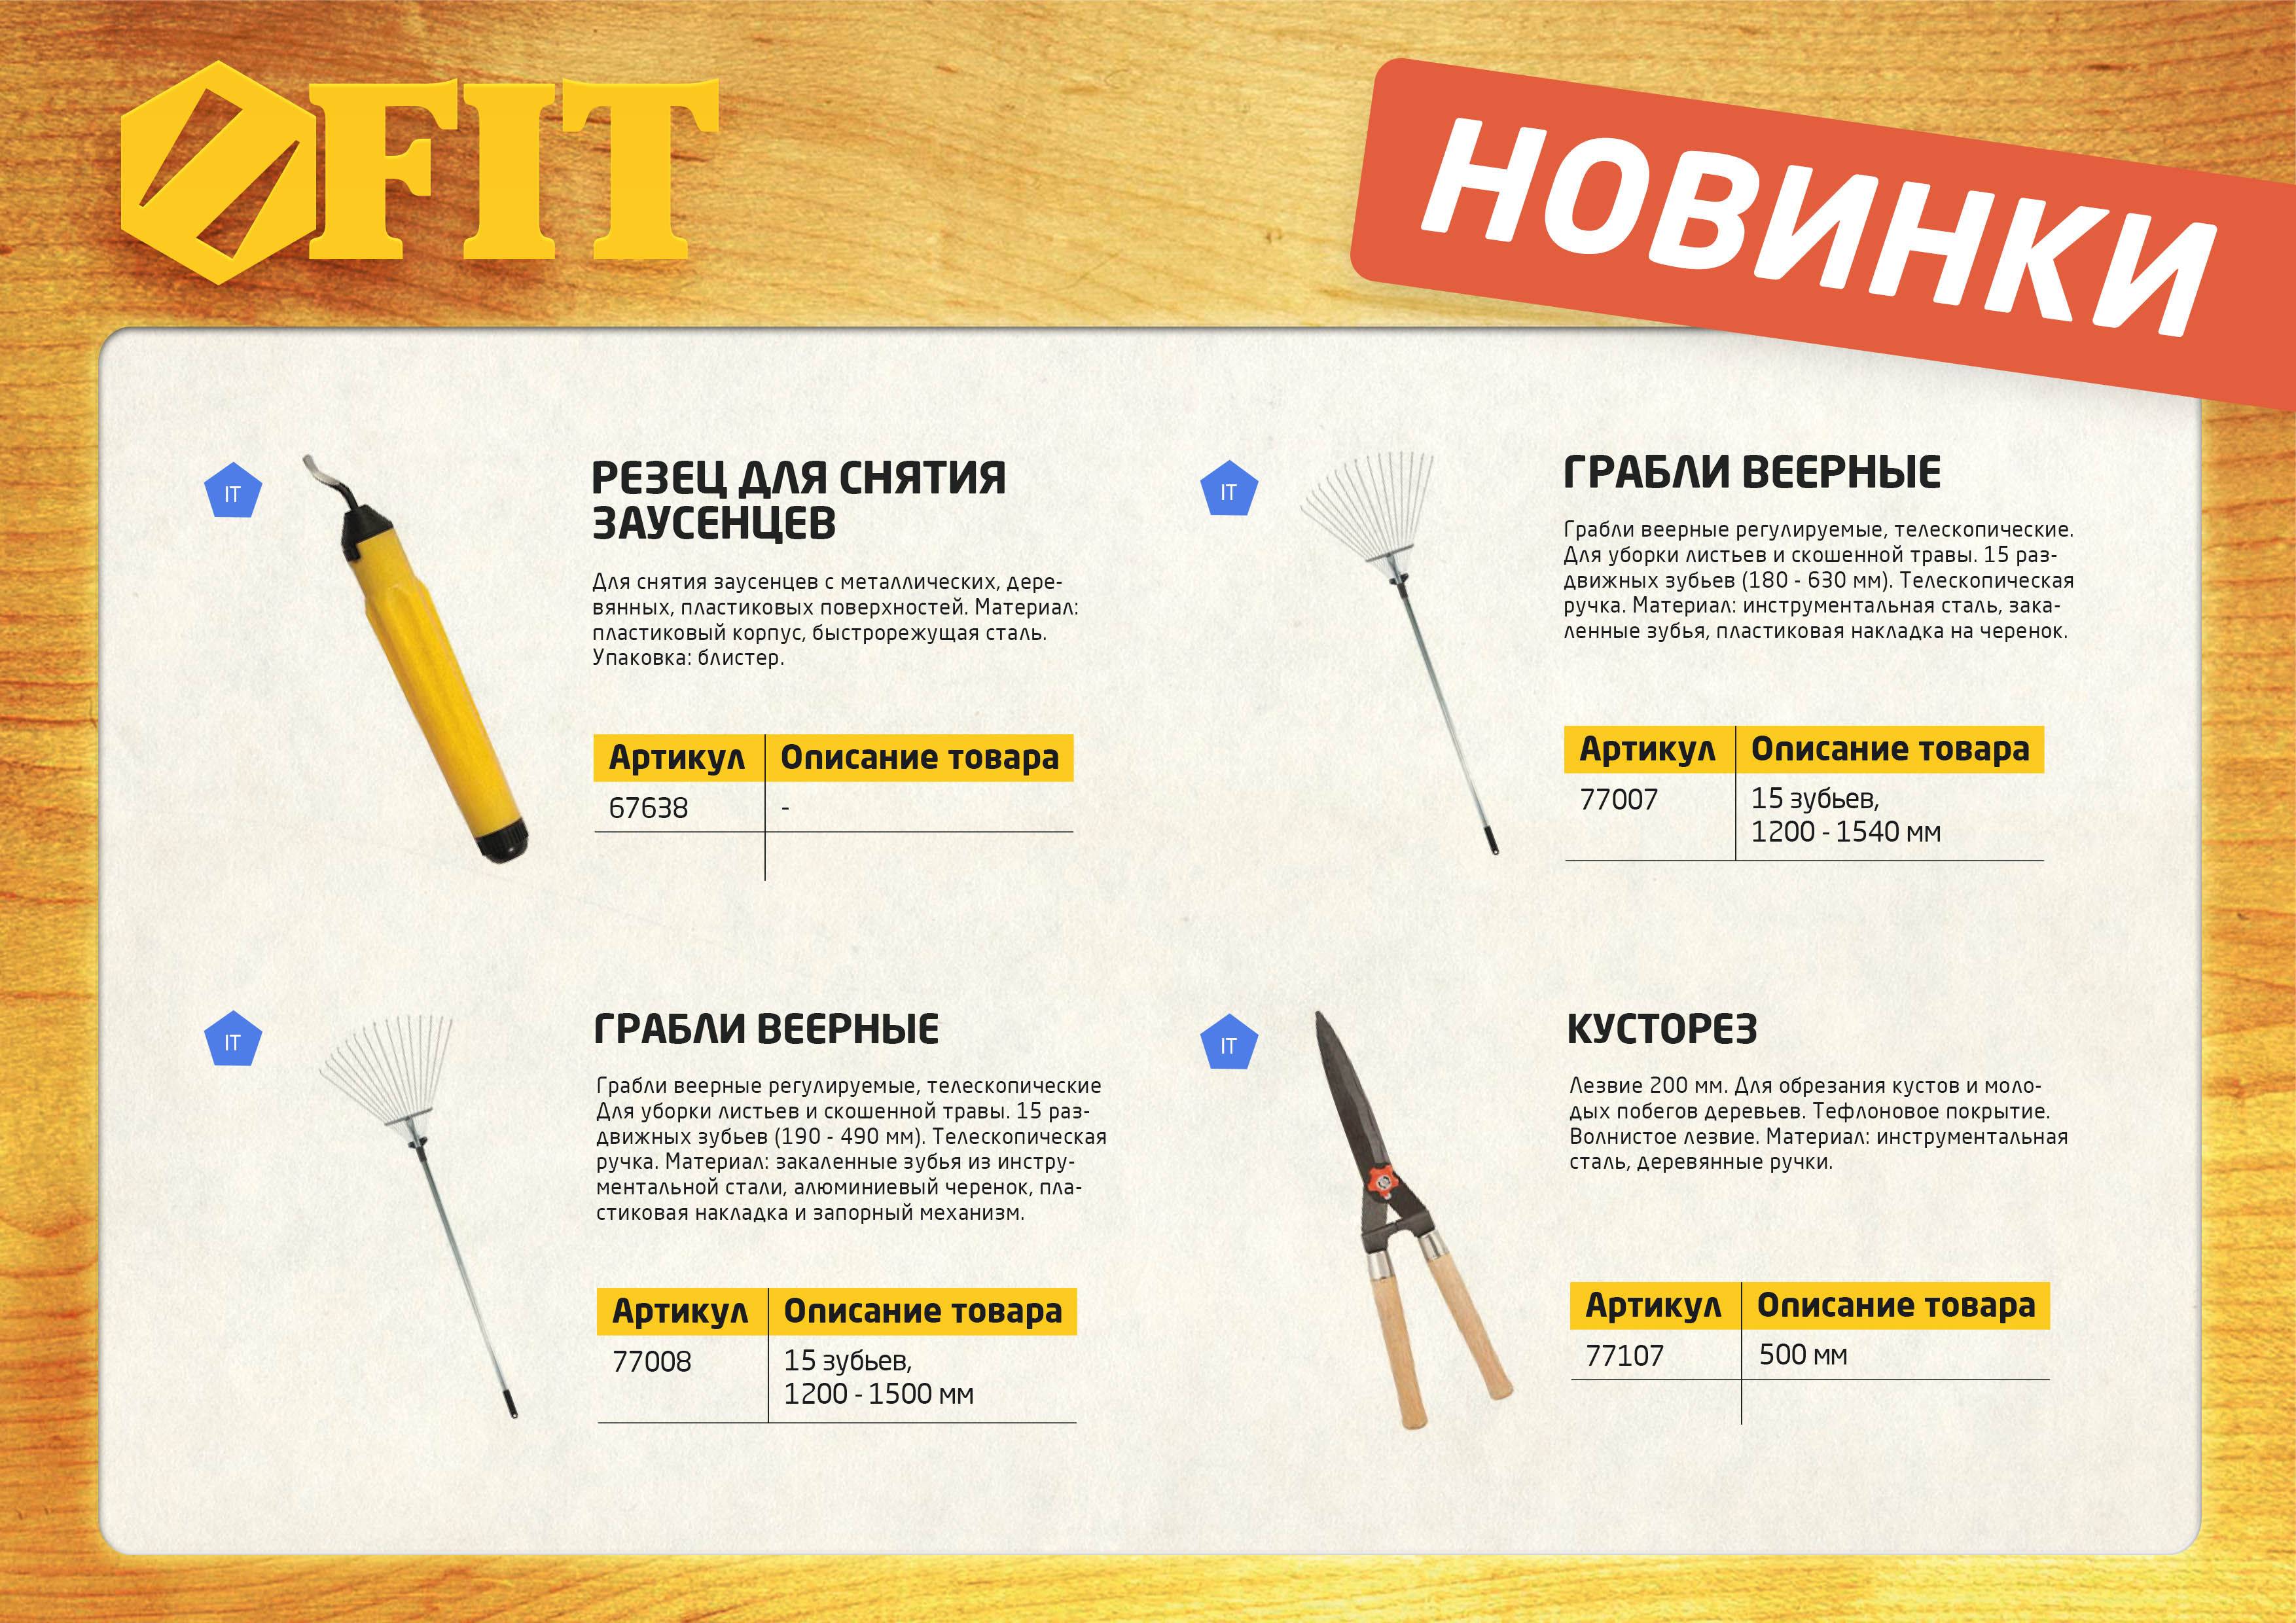 FIT
НОВИНКИ
IT
РЕЗЕЦ ДЛЯ СНЯТИЯ
ЗАУСЕНЦЕВ
Для снятия заусенцев с металлических, дере-
вянных, пластиковых поверхностей. Материал:
пластиковый корпус, быстрорежущая сталь.
Упаковка: блистер.
Артикул Описание товара
67638 -
IT
ГРАБЛИ ВЕЕРНЫЕ
Грабли веерные регулируемые, телескопические.
Для уборки листьев и скошенной травы. 15 раз-
движных зубьев (180 - 630 мм). Телескопическая
ручка. Материал: инструментальная сталь, зака-
ленные зубья, пластиковая накладка на черенок.
Артикул Описание товара
77007 15 зубьев,
1200 - 1540 мм
IT
ГРАБЛИ ВЕЕРНЫЕ
Грабли веерные регулируемые, телескопические
Для уборки листьев и скошенной травы. 15 раз-
движных зубьев (190 - 490 мм). Телескопическая
ручка. Материал: закаленные зубья из инстру-
ментальной стали, алюминиевый черенок, пла-
стиковая накладка и запорный механизм.
Артикул Описание товара
77008 15 зубьев,
1200 - 1500 мм
IT
КУСТОРЕЗ
Лезвие 200 мм. Для обрезания кустов и моло-
дых побегов деревьев. Тефлоновое покрытие.
Волнистое лезвие. Материал: инструментальная
сталь, деревянные ручки.
Артикул Описание товара
77107 500 мм